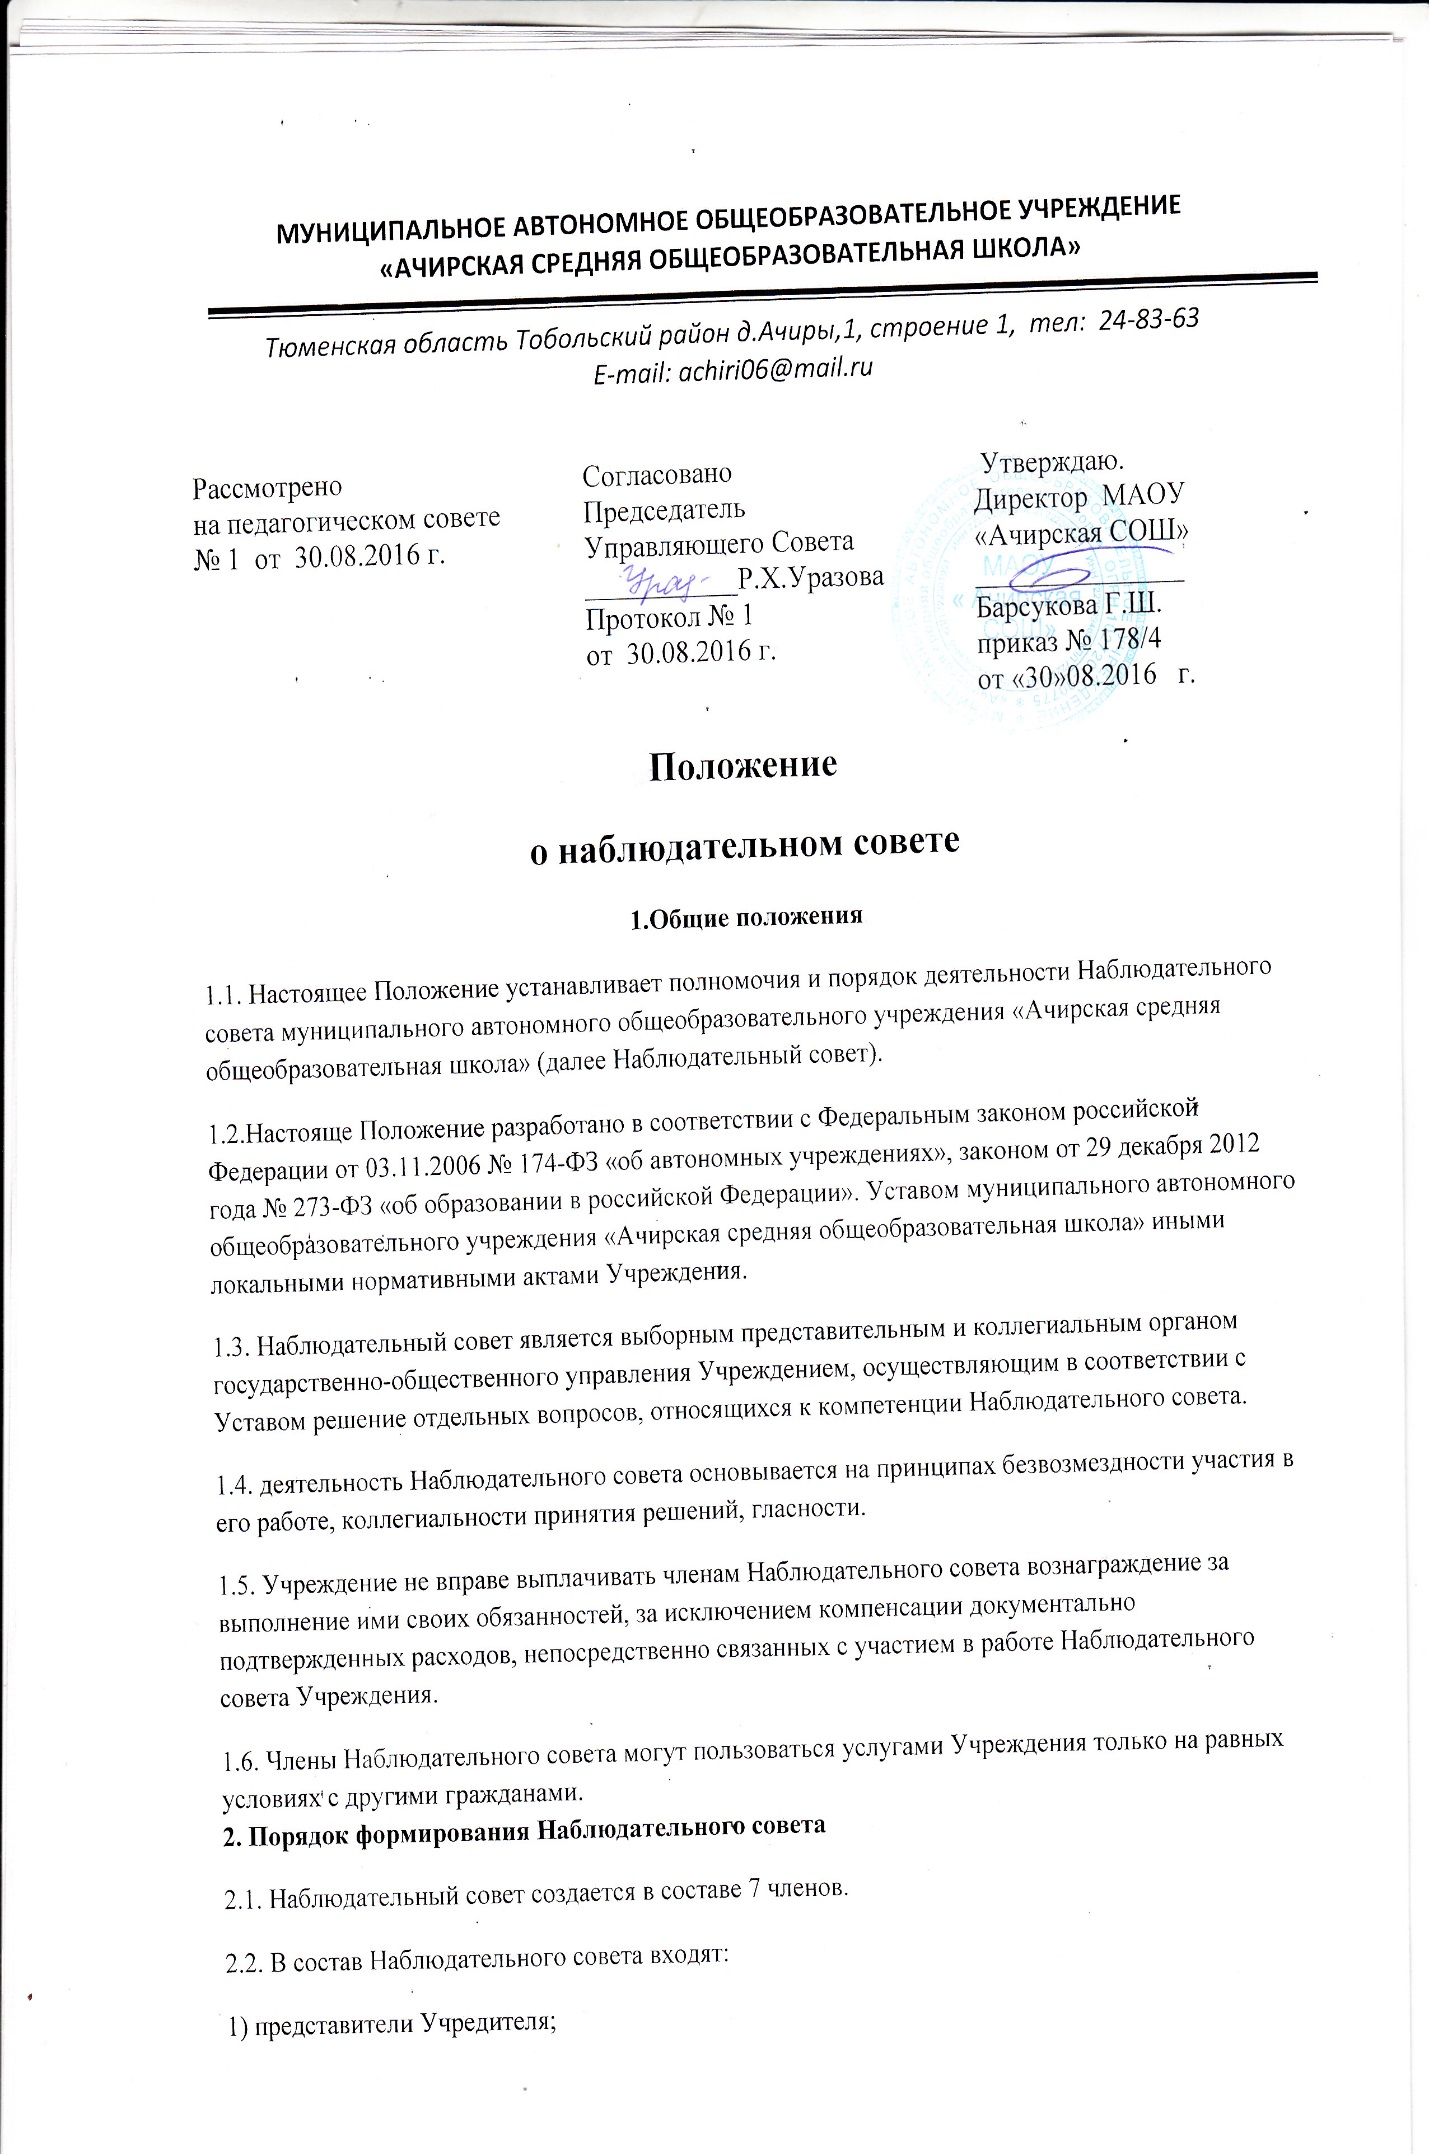 МУНИЦИПАЛЬНОЕ АВТОНОМНОЕ ОБЩЕОБРАЗОВАТЕЛЬНОЕ УЧРЕЖДЕНИЕ
«АЧИРСКАЯ СРЕДНЯЯ ОБЩЕОБРАЗОВАТЕЛЬНАЯ ШКОЛА»
Тюменская область Тобольский район д.Ачиры,1, строение 1, тел: 24-83-63
E-mail: achiri06@mail.ru
Рассмотрено
на педагогическом совете
№ 1 от 30.08.2016 г.
Согласовано
Председатель
Управляющего Совета
____________Р.Х.Уразова
Протокол № 1
от 30.08.2016 г.
Утверждаю.
Директор МАОУ
«Ачирская СОШ»
________________
Барсукова Г.Ш.
приказ № 178/4
от «30»08.2016 г.
МАОУ
« Ачирская
СОШ»
Положение
о наблюдательном совете
1.Общие положения
1.1. Настоящее Положение устанавливает полномочия и порядок деятельности Наблюдательного
совета муниципального автономного общеобразовательного учреждения «Ачирская средняя
общеобразовательная школа» (далее Наблюдательный совет).
1.2.Настояще Положение разработано в соответствии с Федеральным законом российской
Федерации от 03.11.2006 № 174-ФЗ «об автономных учреждениях», законом от 29 декабря 2012
года № 273-ФЗ «об образовании в российской Федерации». Уставом муниципального автономного
общеобразовательного учреждения «Ачирская средняя общеобразовательная школа» иными
локальными нормативными актами Учреждения.
1.3. Наблюдательный совет является выборным представительным и коллегиальным органом
государственно-общественного управления Учреждением, осуществляющим в соответствии с
Уставом решение отдельных вопросов, относящихся к компетенции Наблюдательного совета.
1.4. деятельность Наблюдательного совета основывается на принципах безвозмездности участия в
его работе, коллегиальности принятия решений, гласности.
1.5. Учреждение не вправе выплачивать членам Наблюдательного совета вознаграждение за
выполнение ими своих обязанностей, за исключением компенсации документально
подтвержденных расходов, непосредственно связанных с участием в работе Наблюдательного
совета Учреждения.
1.6. Члены Наблюдательного совета могут пользоваться услугами Учреждения только на равных
условиях с другими гражданами.
2. Порядок формирования Наблюдательного совета
2.1. Наблюдательный совет создается в составе 7 членов.
2.2. В состав Наблюдательного совета входят:
1) представители Учредителя;